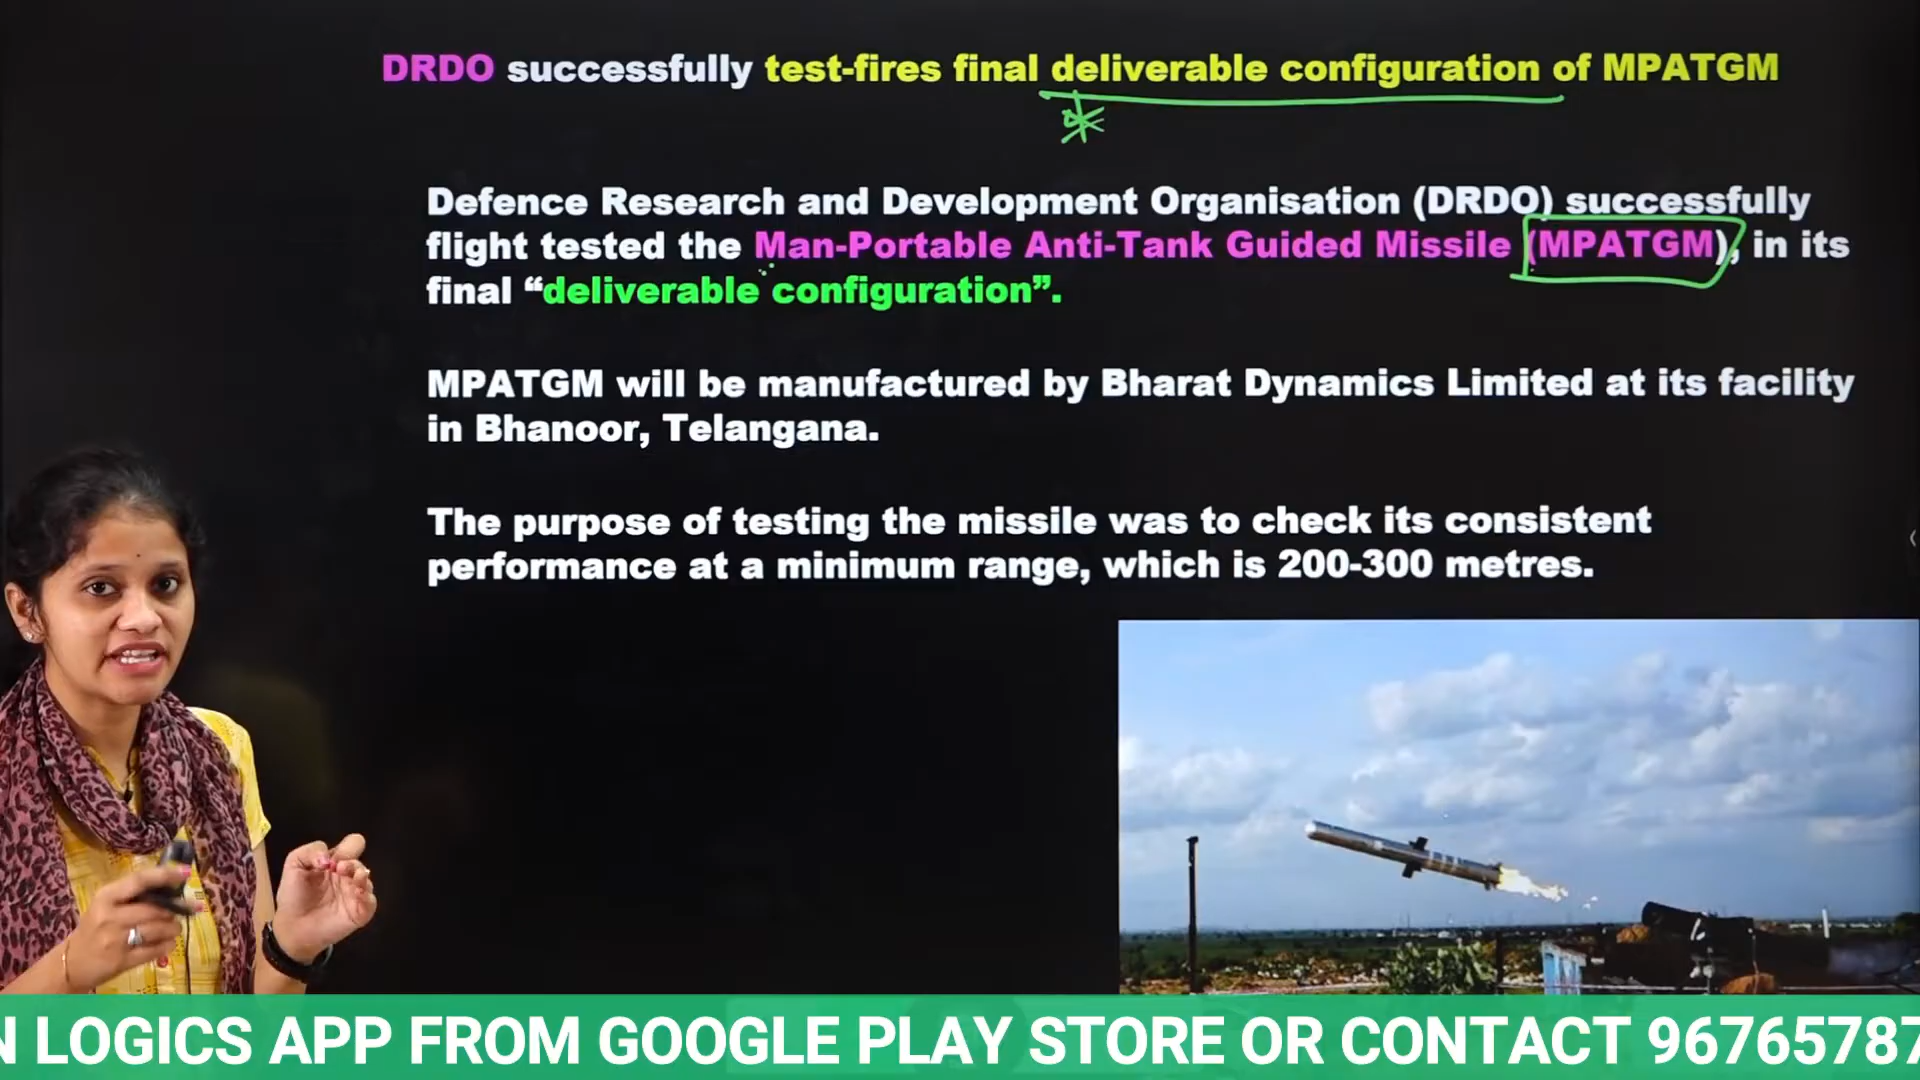 DRDO successfully test-fires final deliverable configuration of MPATGM
Defence Research and Development Organisation (DRDO) successfully
flight tested the Man-Portable Anti-Tank Guided Missile (MPATGM), in its
final “deliverable configuration”.
MPATGM will be manufactured by Bharat Dynamics Limited at its facility
in Bhanoor, Telangana.
The purpose of testing the missile was to check its consistent
performance at a minimum range, which is 200-300 metres.
N LOGICS APP FROM GOOGLE PLAY STORE OR CONTACT 96765787